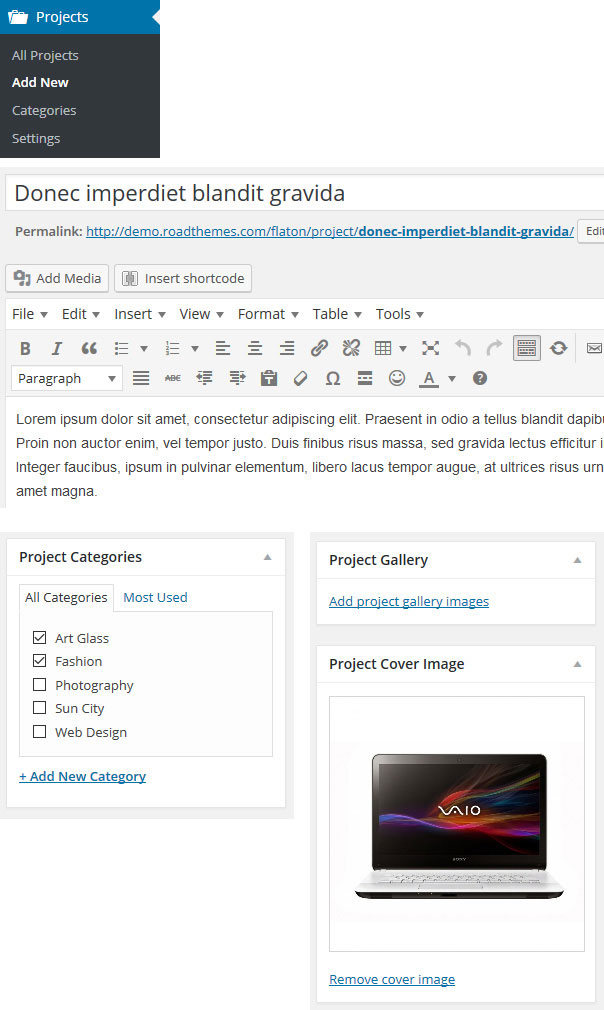 Projects
All Projects
Add New
Categories
Settings
Donec imperdiet blandit gravida
Permalink: http://demo.roadthemes.com/flaton/project/donec-imperdiet-blandit-gravida/ Edit
Add Media Insert shortcode
File Edit Insert View Format Table Tools
B I
Paragraph ABC Ω A
Lorem ipsum dolor sit amet, consectetur adipiscing elit. Praesent in odio a tellus blandit dapibu
Proin non auctor enim, vel tempor justo. Duis finibus risus massa, sed gravida lectus efficitur i
Integer faucibus, ipsum in pulvinar elementum, libero lacus tempor augue, at ultrices risus urn
amet magna.
Project Categories
All Categories Most Used
Art Glass
Fashion
Photography
Sun City
Web Design
+ Add New Category
Project Gallery
Add project gallery images
Project Cover Image
VAIO
SONY
Remove cover image